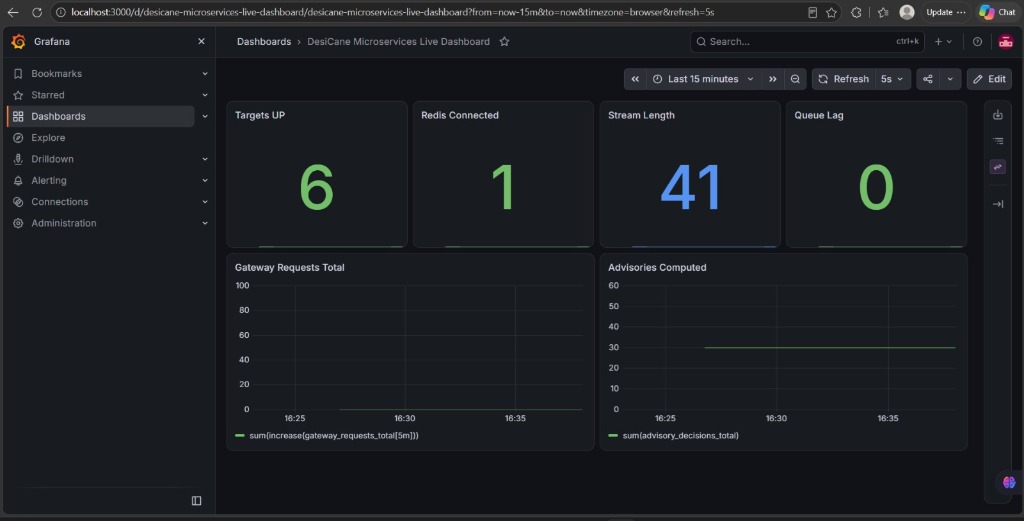 localhost:3000/d/desicane-microservices-live-dashboard/desicane-microservices-live-dashboard?from=now-15m&to=now&timezone=browser&refresh=5s
Update ···
Chat
Grafana
Dashboards › DesiCane Microservices Live Dashboard
Search...
ctrl+k
Bookmarks
Starred
Dashboards
Explore
Drilldown
Alerting
Connections
Administration
Last 15 minutes
Refresh
5s
Edit
Targets UP
6
Redis Connected
1
Stream Length
41
Queue Lag
0
Gateway Requests Total
100
80
60
40
20
0
16:25 16:30 16:35
sum(increase(gateway_requests_total[5m]))
Advisories Computed
60
50
40
30
20
10
0
16:25 16:30 16:35
sum(advisory_decisions_total)